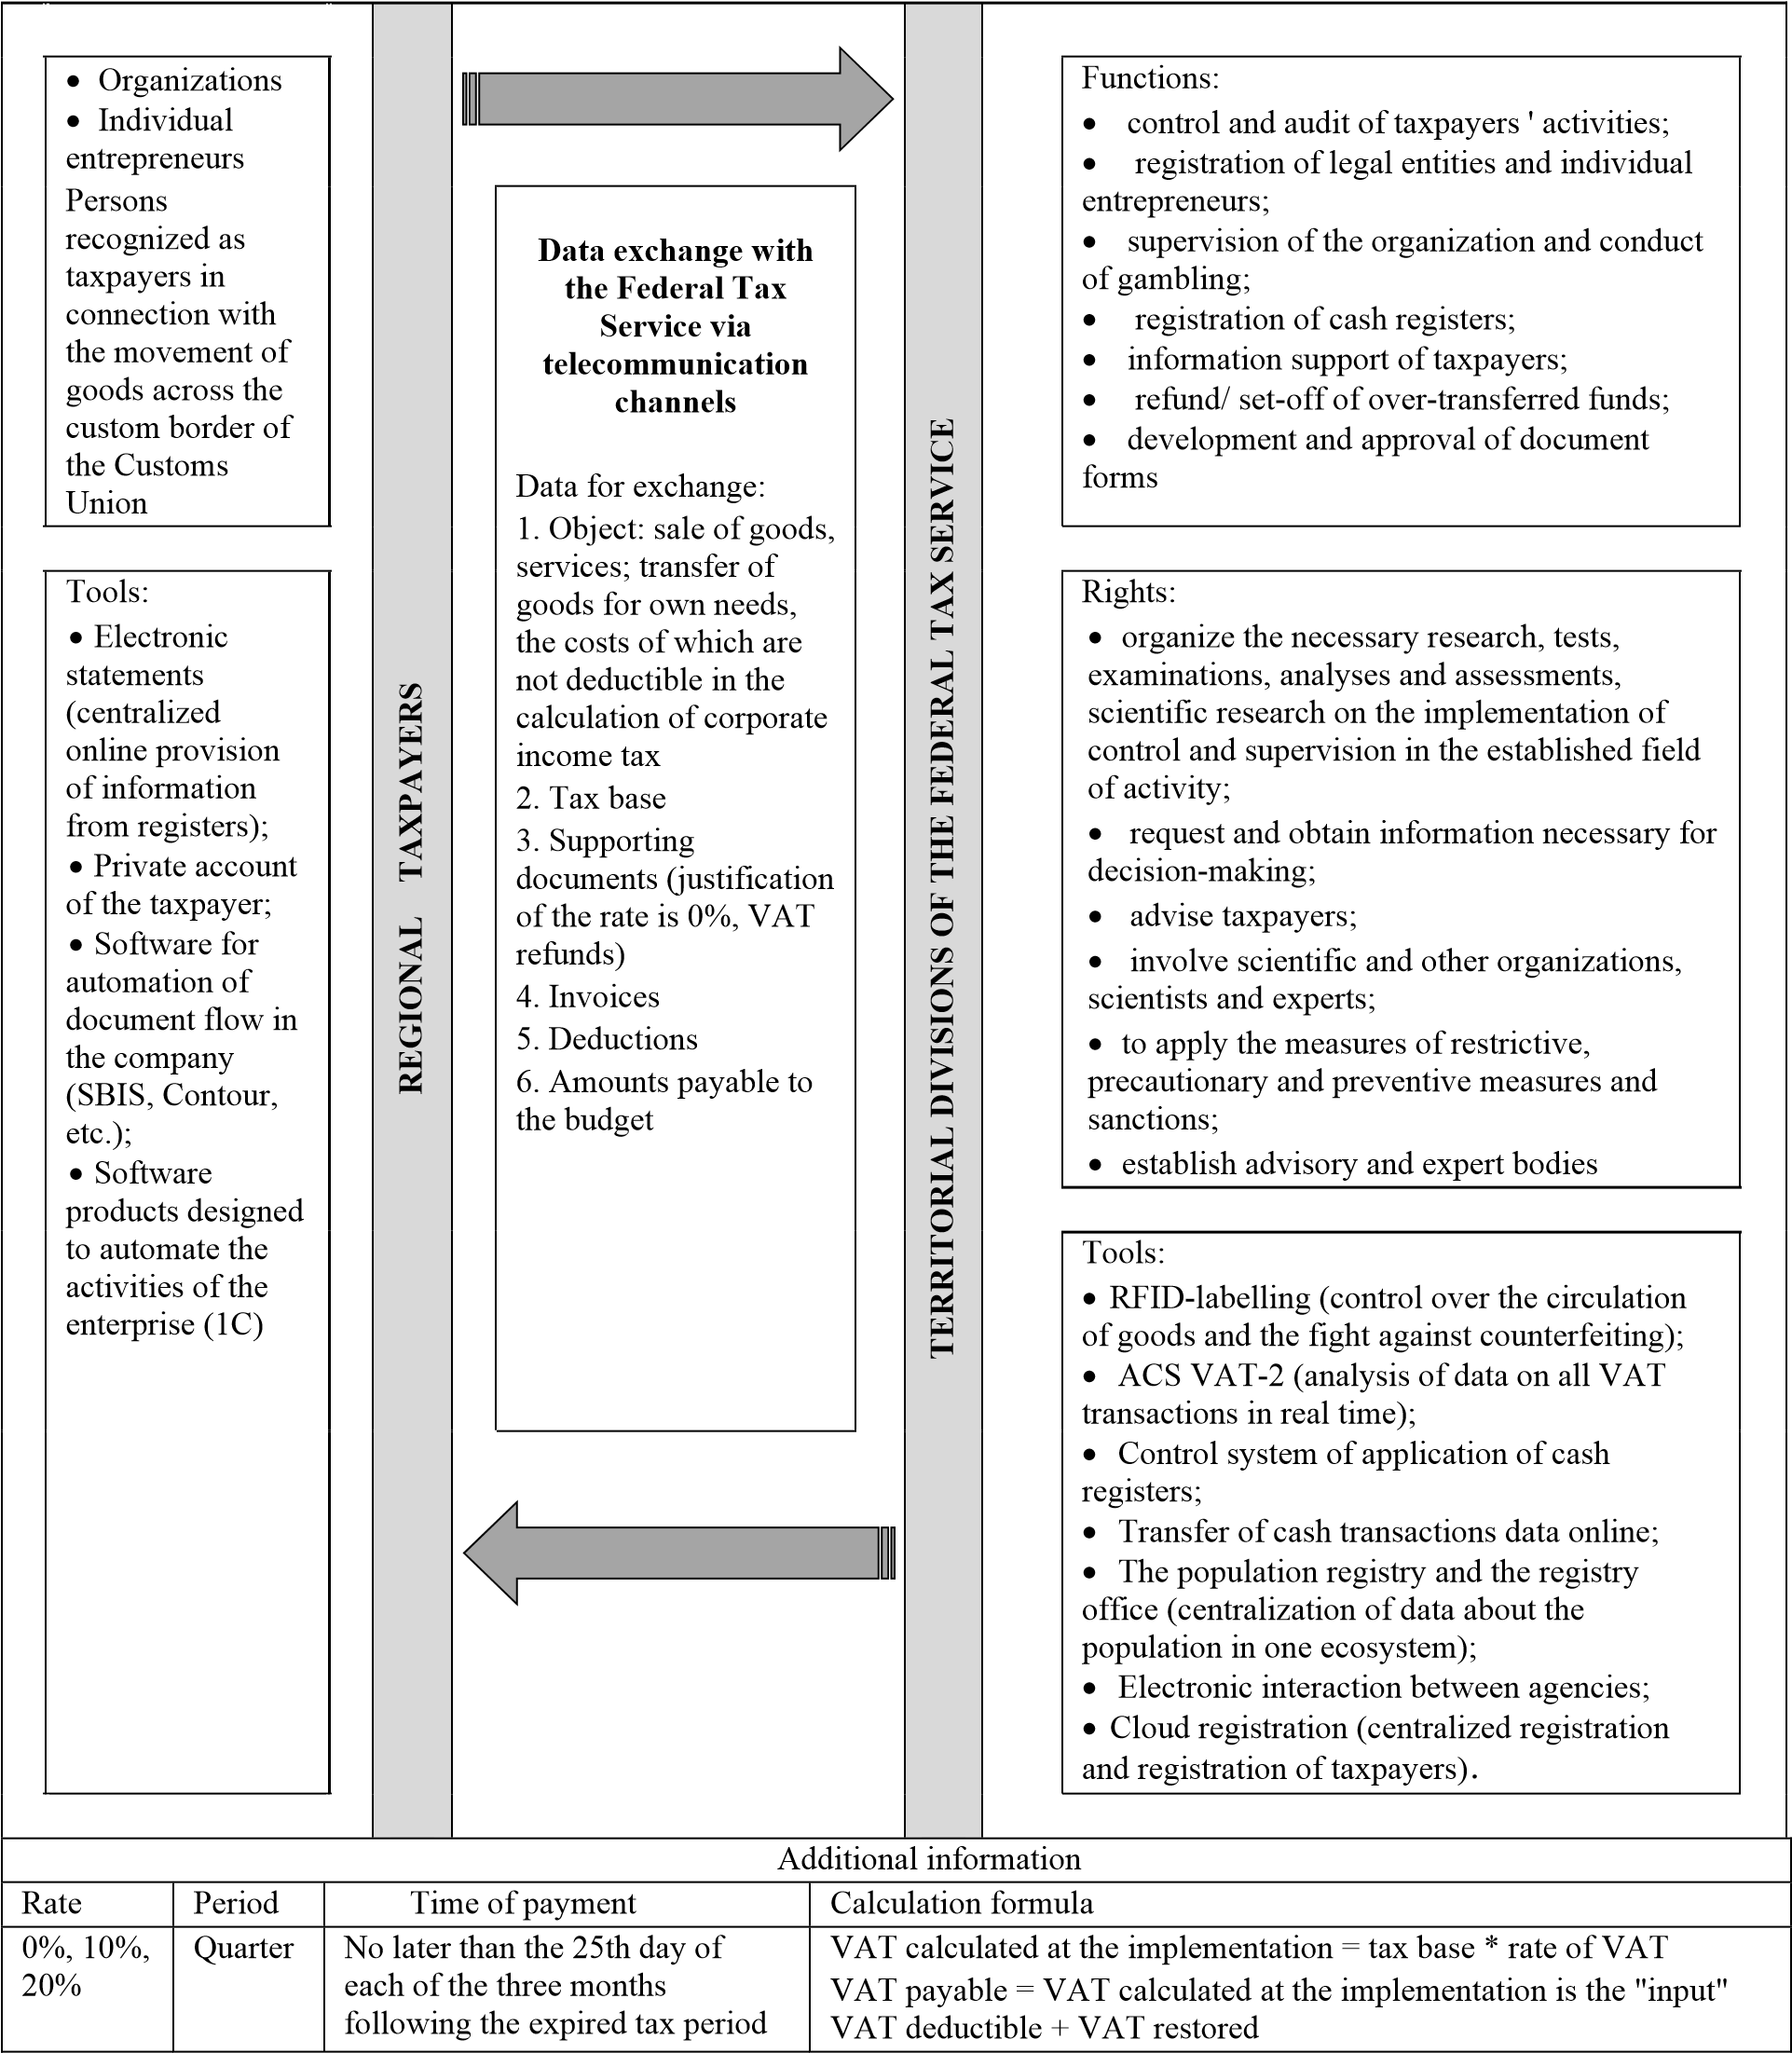 • Organizations
• Individual
entrepreneurs
Persons
recognized as
taxpayers in
connection with
the movement of
goods across the
custom border of
the Customs
Union
Tools:
• Electronic
statements
(centralized
online provision
of information
from registers);
• Private account
of the taxpayer;
• Software for
automation of
document flow in
the company
(SBIS, Contour,
etc.);
• Software
products designed
to automate the
activities of the
enterprise (1C)
REGIONAL TAXPAYERS
Data exchange with
the Federal Tax
Service via
telecommunication
channels
Data for exchange:
1. Object: sale of goods,
services; transfer of
goods for own needs,
the costs of which are
not deductible in the
calculation of corporate
income tax
2. Tax base
3. Supporting
documents (justification
of the rate is 0%, VAT
refunds)
4. Invoices
5. Deductions
6. Amounts payable to
the budget
TERRITORIAL DIVISIONS OF THE FEDERAL TAX SERVICE
Functions:
• control and audit of taxpayers ' activities;
• registration of legal entities and individual
entrepreneurs;
• supervision of the organization and conduct
of gambling;
• registration of cash registers;
• information support of taxpayers;
• refund/ set-off of over-transferred funds;
• development and approval of document
forms
Rights:
• organize the necessary research, tests,
examinations, analyses and assessments,
scientific research on the implementation of
control and supervision in the established field
of activity;
• request and obtain information necessary for
decision-making;
• advise taxpayers;
• involve scientific and other organizations,
scientists and experts;
• to apply the measures of restrictive,
precautionary and preventive measures and
sanctions;
• establish advisory and expert bodies
Tools:
• RFID-labelling (control over the circulation
of goods and the fight against counterfeiting);
• ACS VAT-2 (analysis of data on all VAT
transactions in real time);
• Control system of application of cash
registers;
• Transfer of cash transactions data online;
• The population registry and the registry
office (centralization of data about the
population in one ecosystem);
• Electronic interaction between agencies;
• Cloud registration (centralized registration
and registration of taxpayers).
Additional information
Rate
Period
Time of payment
Calculation formula
0%, 10%,
20%
Quarter
No later than the 25th day of
each of the three months
following the expired tax period
VAT calculated at the implementation = tax base * rate of VAT
VAT payable = VAT calculated at the implementation is the "input"
VAT deductible + VAT restored